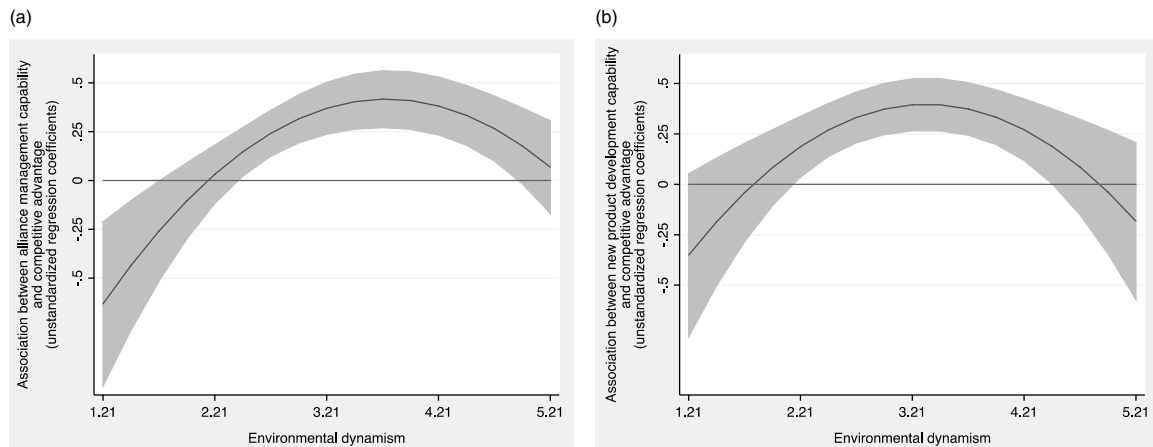 (a)
Association between alliance management capability
and competitive advantage
(unstandardized regression coefficients)
.5
.25
0
-.25
-.5
1.21
2.21
3.21
4.21
5.21
Environmental dynamism
(b)
Association between new product development capability
and competitive advantage
(unstandardized regression coefficients)
.5
.25
0
-.25
-.5
1.21
2.21
3.21
4.21
5.21
Environmental dynamism